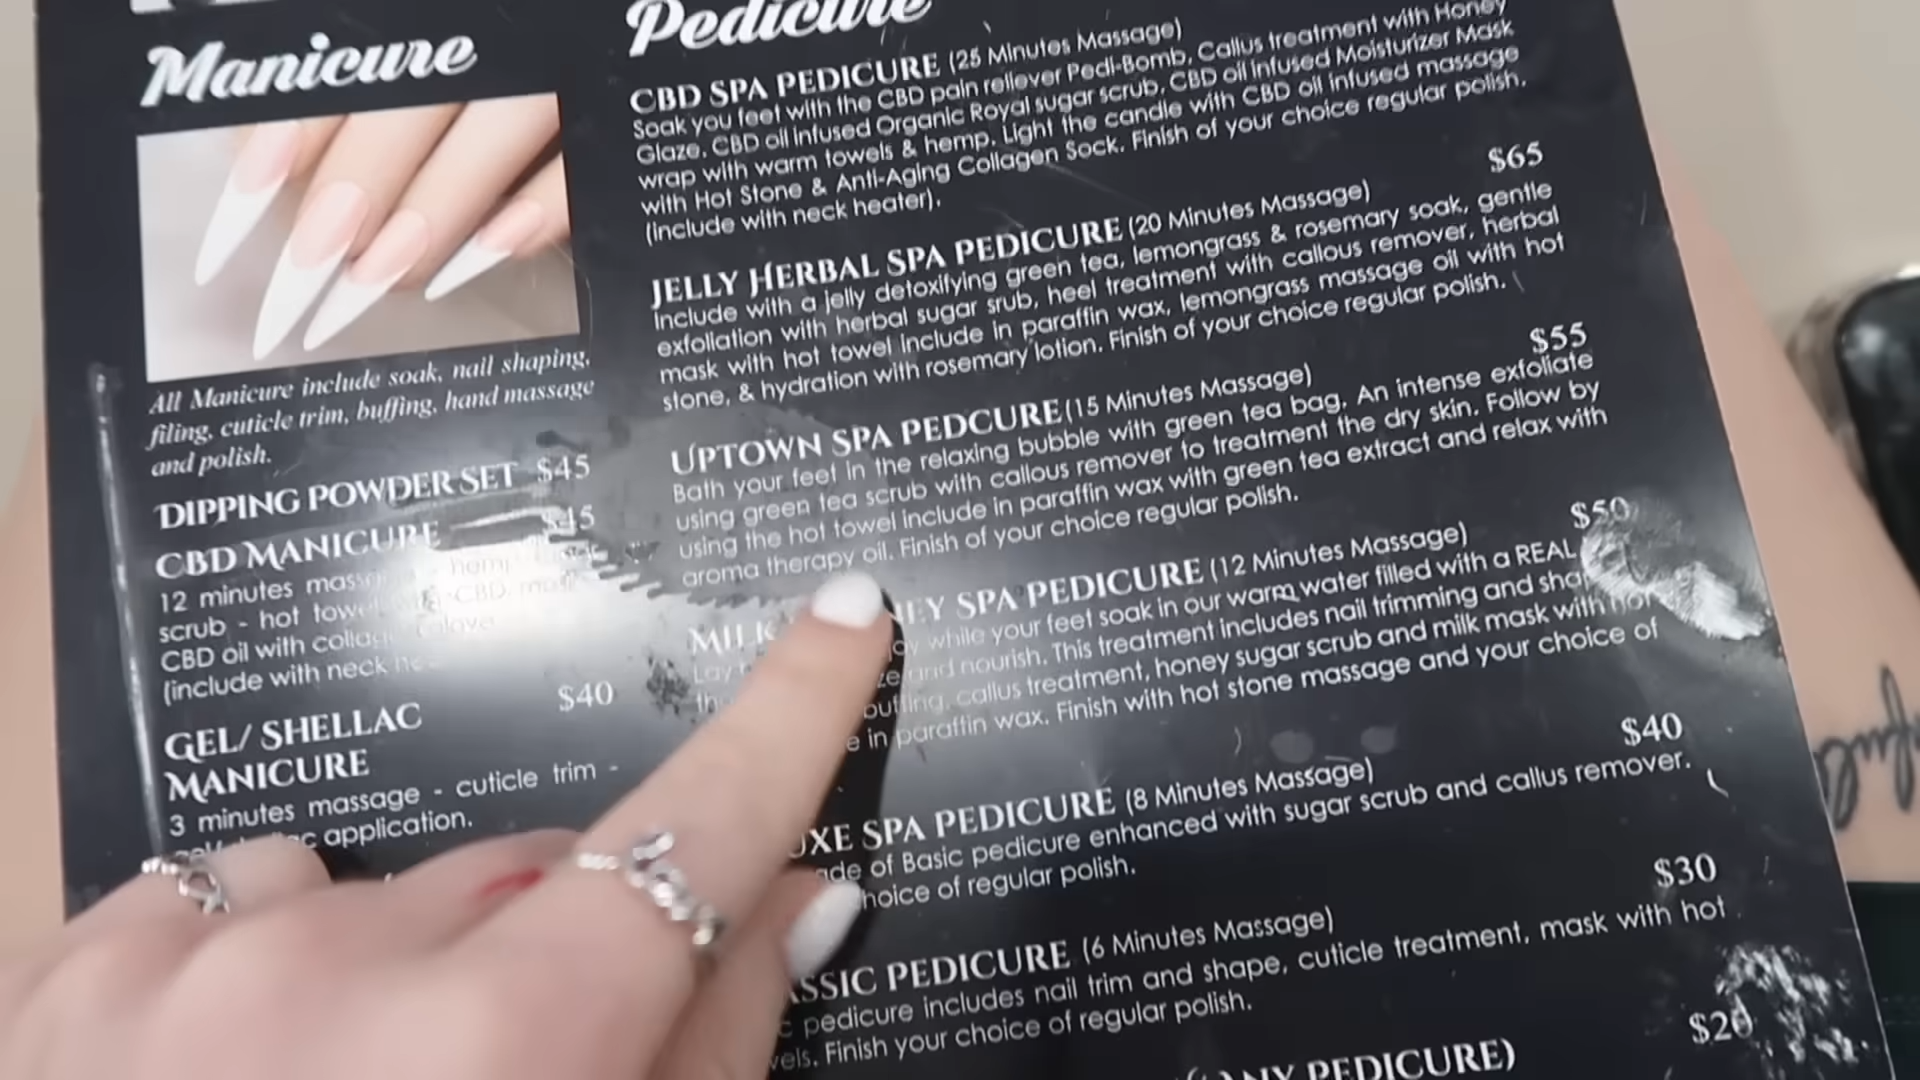 Manicure
All Manicure include soak, nail shaping,
filing, cuticle trim, buffing, hand massage
and polish.
DIPPING POWDER SET $45
CBD MANICURE $45
12 minutes hemp
scrub - hot CBD
CBD oil with
(include with neck
GEL/ SHELLAC $40
MANICURE
3 minutes massage - cuticle trim -
application.
Pedicure
CBD SPA PEDICURE (25 Minutes Massage)
Soak you feet with the CBD pain reliever Pedi-Bomb, Callus treatment with Honey
Glaze, CBD oil infused Organic Royal sugar scrub, CBD oil infused Moisturizer Mask
wrap with warm towels & hemp, Light the candle with CBD oil infused massage
with Hot Stone & Anti-Aging Collagen Sock. Finish of your choice regular polish.
(include with neck heater).
$65
JELLY HERBAL SPA PEDICURE (20 Minutes Massage)
Include with a jelly detoxifying green tea, lemongrass & rosemary soak, gentle
exfoliation with herbal sugar srub, heel treatment with callous remover, herbal
mask with hot towel include in paraffin wax, lemongrass massage oil with hot
stone, & hydration with rosemary lotion. Finish of your choice regular polish.
$55
UPTOWN SPA PEDCURE(15 Minutes Massage)
Bath your feet in the relaxing bubble with green tea bag. An intense exfoliate
using green tea scrub with callous remover to treatment the dry skin. Follow by
using the hot towel include in paraffin wax with green tea extract and relax with
aroma therapy oil. Finish of your choice regular polish.
$50
SPA PEDICURE (12 Minutes Massage)
while your feet soak in our warm water filled with a REAL
and nourish. This treatment includes nail trimming and
buffing, callus treatment, honey sugar scrub and milk mask with hot
in paraffin wax. Finish with hot stone massage and your choice of
$40
SPA PEDICURE (8 Minutes Massage)
of Basic pedicure enhanced with sugar scrub and callus remover.
of regular polish.
$30
PEDICURE (6 Minutes Massage)
pedicure includes nail trim and shape, cuticle treatment, mask with hot
Finish your choice of regular polish.
$20
PEDICURE)